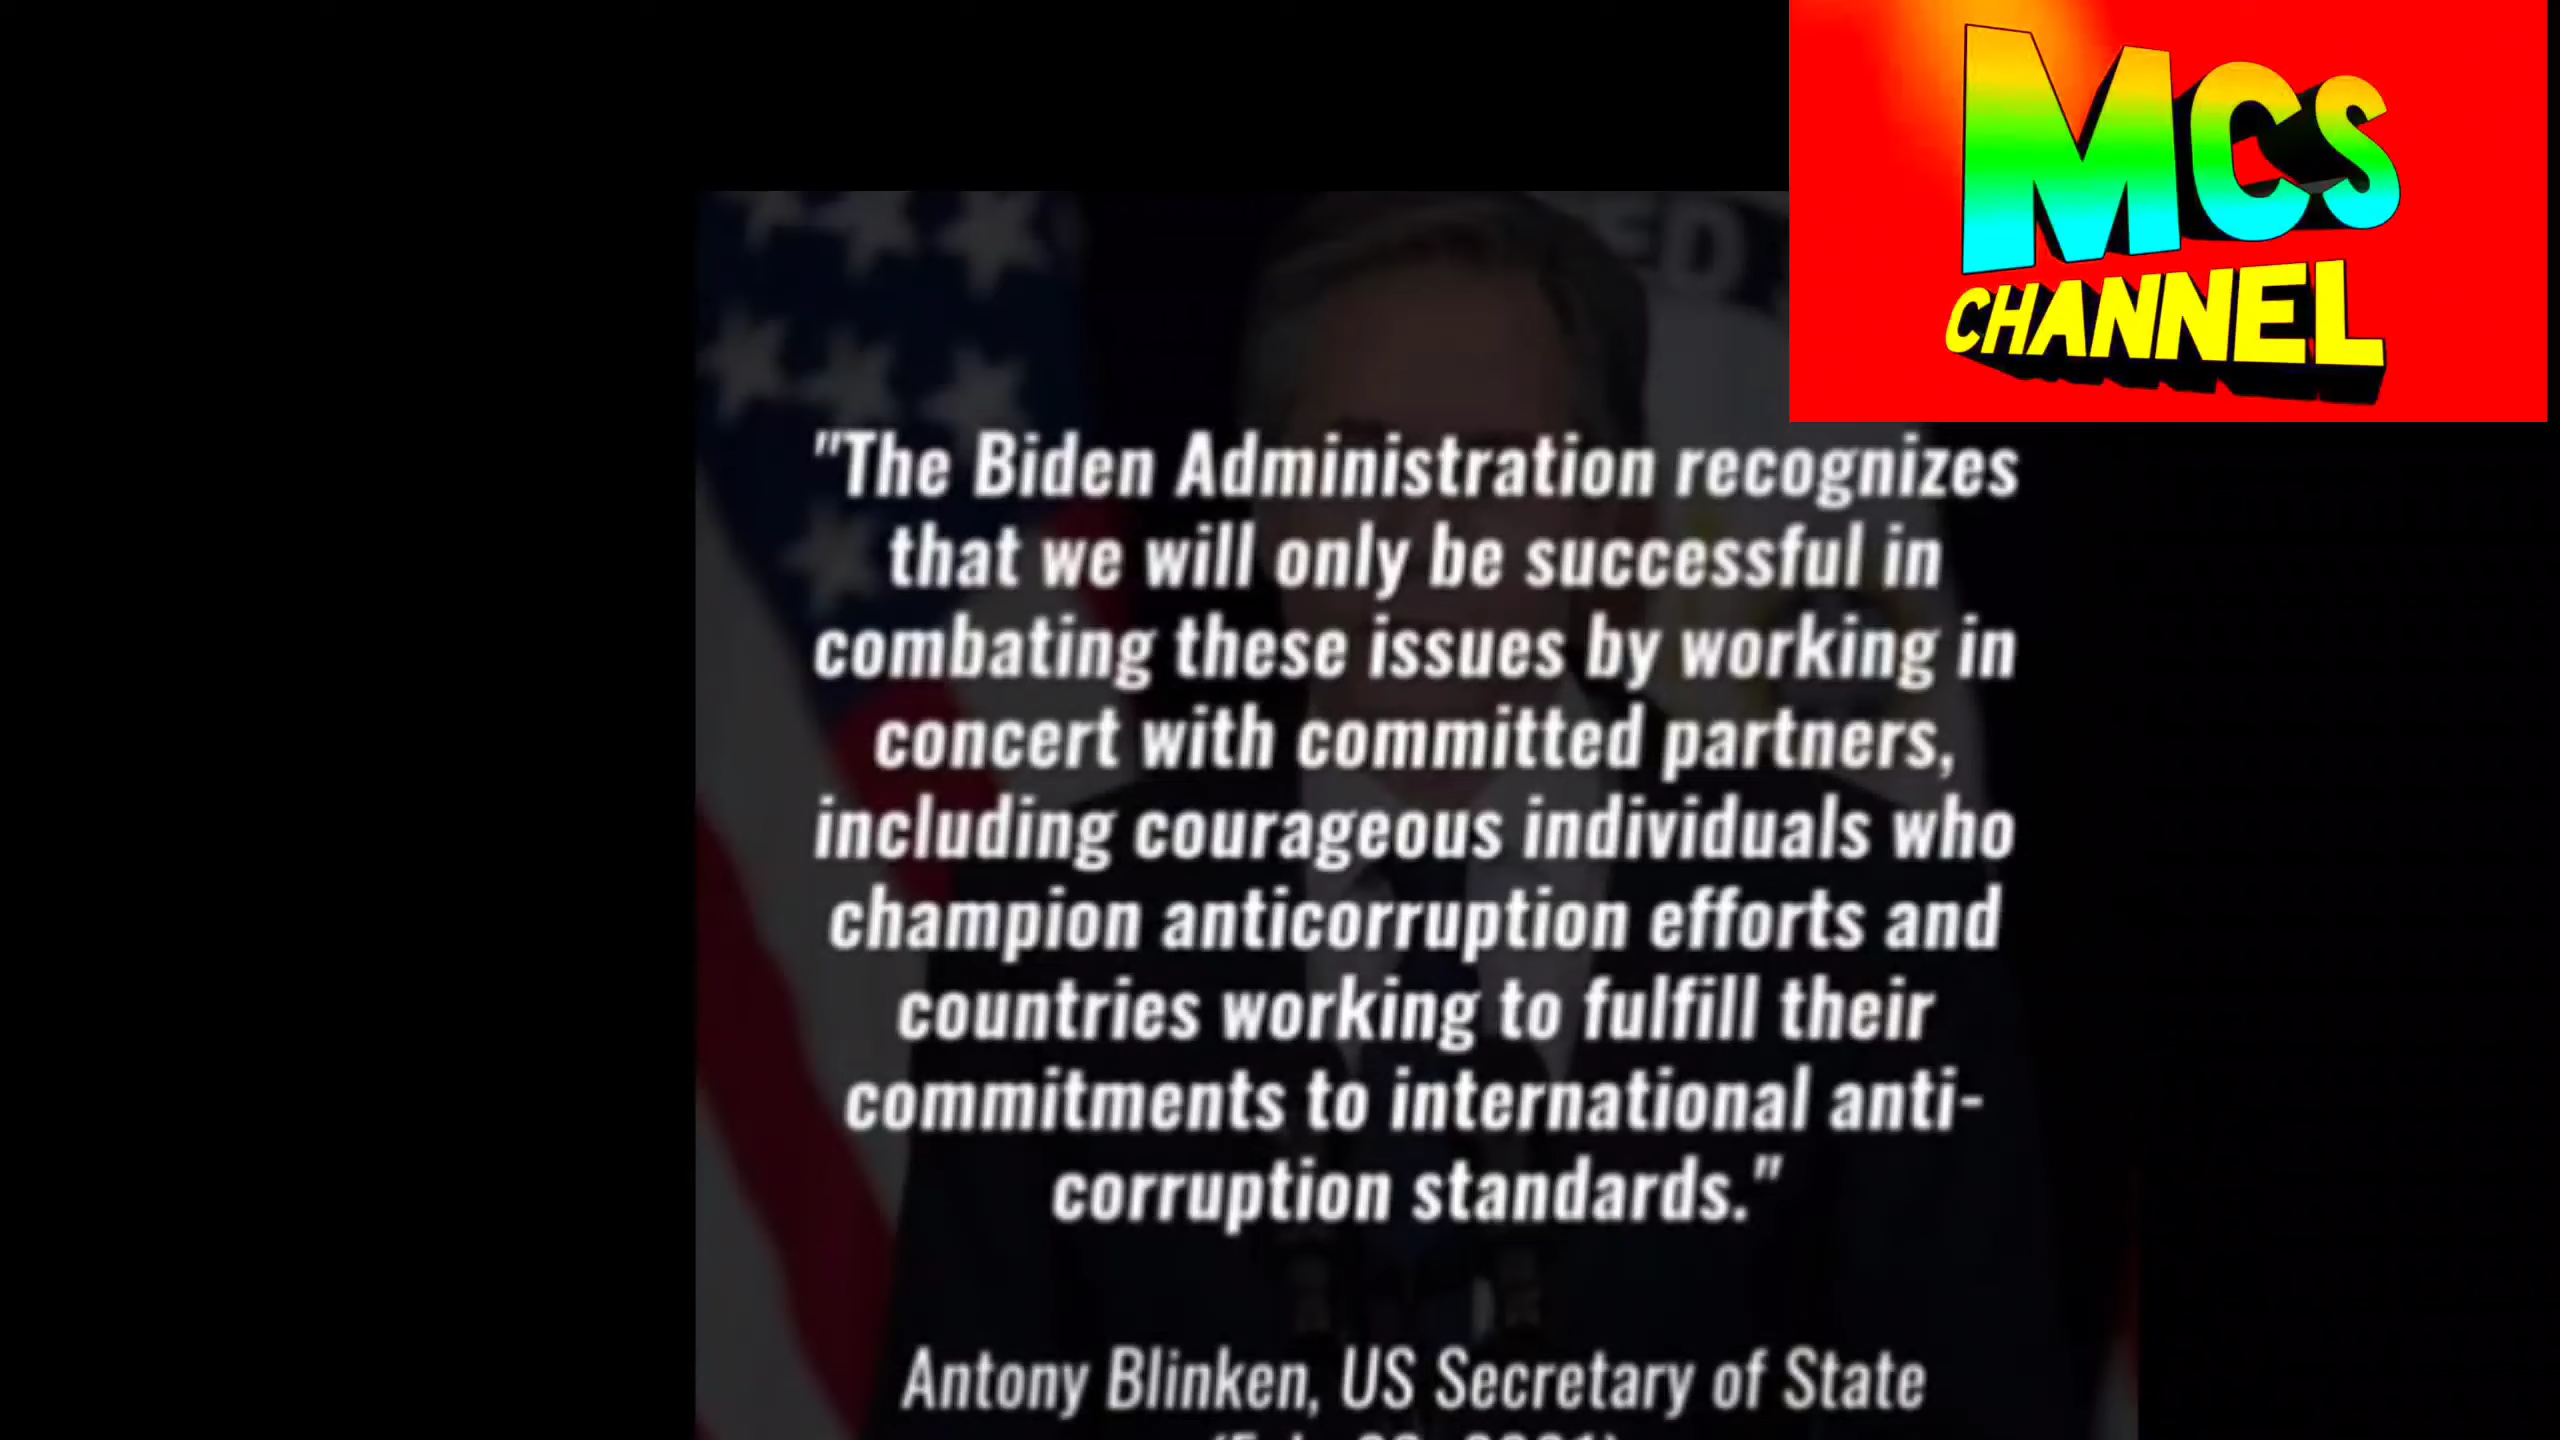 MCS
CHANNEL
ED
"The Biden Administration recognizes
that we will only be successful in
combating these issues by working in
concert with committed partners,
including courageous individuals who
champion anticorruption efforts and
countries working to fulfill their
commitments to international anti-
corruption standards."
Antony Blinken, US Secretary of State